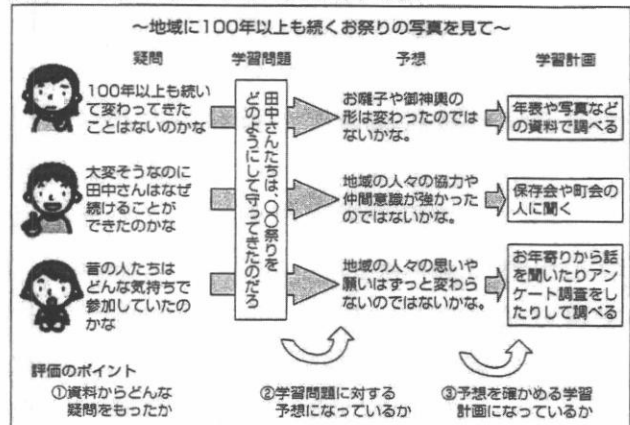 〜地域に100年以上も続くお祭りの写真を見て〜
疑問
学習問題
予想
学習計画
100年以上も続い
て変わってきた
ことはないのかな
大変そうなのに
田中さんはなぜ
続けることが
できたのかな
昔の人たちは
どんな気持ちで
参加していたの
かな
田中さんたちは、〇〇祭りを
どのようにして守ってきたのだろ
お囃子や御神輿の
形は変わったのでは
ないかな。
地域の人々の協力や
仲間意識が強かった
のではないかな。
地域の人々の思いや
願いはずっと変わら
ないのではないかな。
年表や写真など
の資料で調べる
保存会や町会の
人に聞く
お年寄りから話
を聞いたりアン
ケート調査をし
たりして調べる
評価のポイント
①資料からどんな
疑問をもったか
②学習問題に対する
予想になっているか
③予想を確かめる学習
計画になっているか